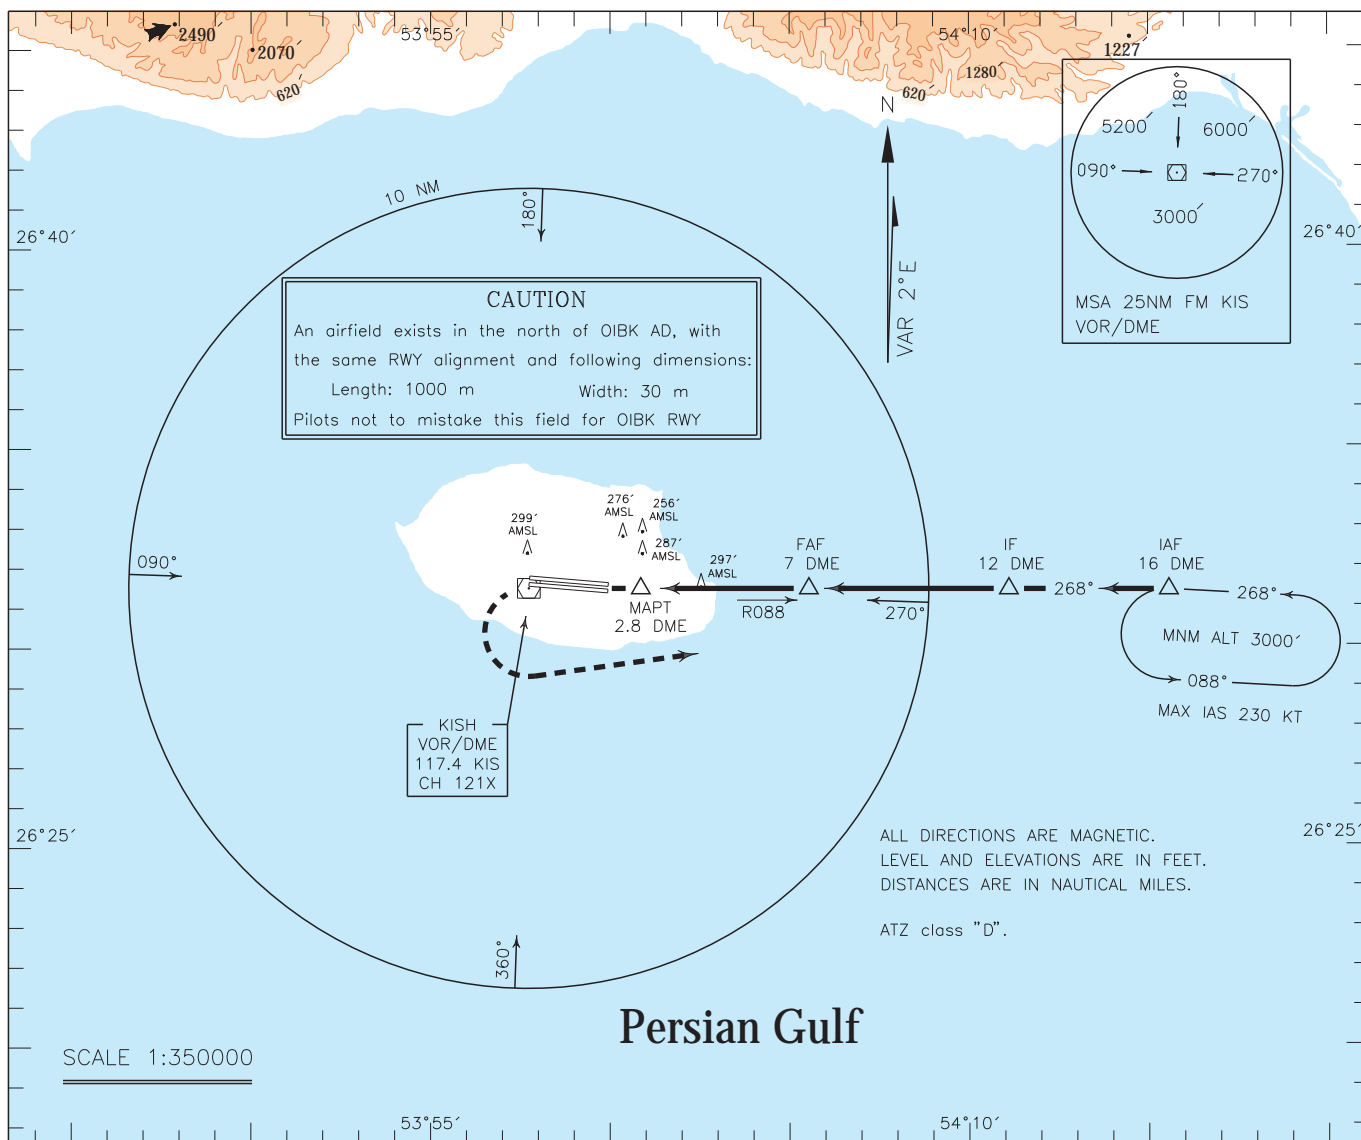 2490
2070´
620´
53°55´
54°10´
1280´
620´
1227´
180°
5200´
6000´
090°
270°
3000´
MSA 25NM FM KIS
VOR/DME
N
VAR 2°E
10 NM
180°
26°40´
26°40´
CAUTION
An airfield exists in the north of OIBK AD, with
the same RWY alignment and following dimensions:
Length: 1000 m Width: 30 m
Pilots not to mistake this field for OIBK RWY
299´
AMSL
276´
AMSL
256´
AMSL
287´
AMSL
297´
AMSL
090°
FAF
7 DME
IF
12 DME
IAF
16 DME
268°
268°
MAPT
2.8 DME
R088
270°
MNM ALT 3000´
088°
MAX IAS 230 KT
KISH
VOR/DME
117.4 KIS
CH 121X
26°25´
26°25´
ALL DIRECTIONS ARE MAGNETIC.
LEVEL AND ELEVATIONS ARE IN FEET.
DISTANCES ARE IN NAUTICAL MILES.
ATZ class "D".
360°
Persian Gulf
SCALE 1:350000
53°55´
54°10´